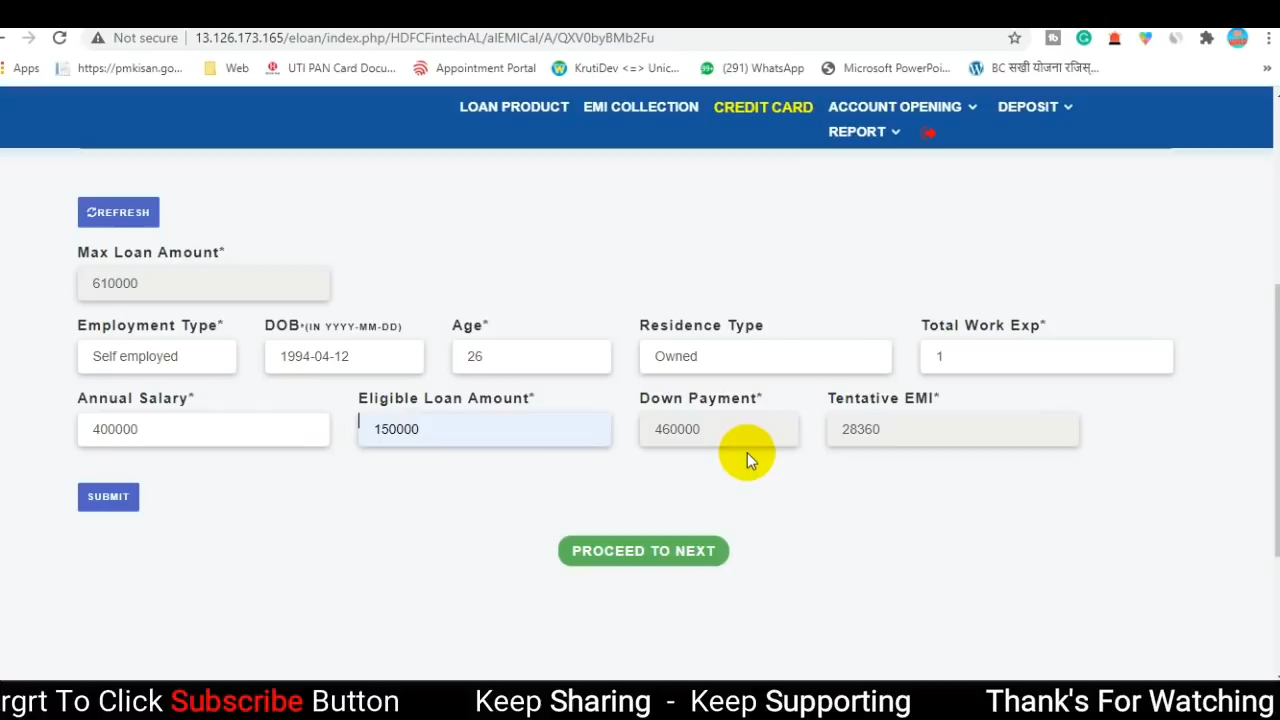 Not secure 13.126.173.165/eloan/index.php/HDFCFintechAL/alEMICal/A/QXV0byBMb2Fu
Apps https://pmkisan.go... Web UTI PAN Card Docu... Appointment Portal KrutiDev <=> Unic... (291) WhatsApp Microsoft PowerPoi... BC सखी योजना रजिस्... »
LOAN PRODUCT EMI COLLECTION CREDIT CARD ACCOUNT OPENING DEPOSIT
REPORT
REFRESH
Max Loan Amount*
610000
Employment Type* DOB*(IN YYYY-MM-DD) Age* Residence Type Total Work Exp*
Self employed 1994-04-12 26 Owned 1
Annual Salary* Eligible Loan Amount* Down Payment* Tentative EMI*
400000 150000 460000 28360
SUBMIT
PROCEED TO NEXT
rgrt To Click Subscribe Button Keep Sharing - Keep Supporting Thank's For Watching